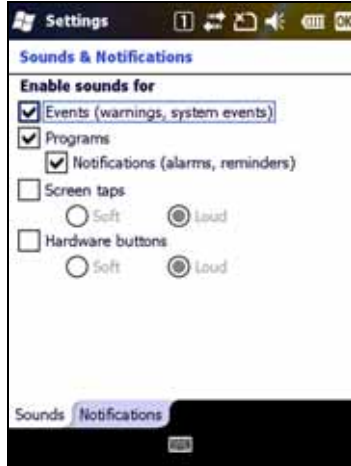 Settings 1 OK
Sounds & Notifications
Enable sounds for
Events (warnings, system events)
Programs
Notifications (alarms, reminders)
Screen taps
Soft Loud
Hardware buttons
Soft Loud
Sounds Notifications